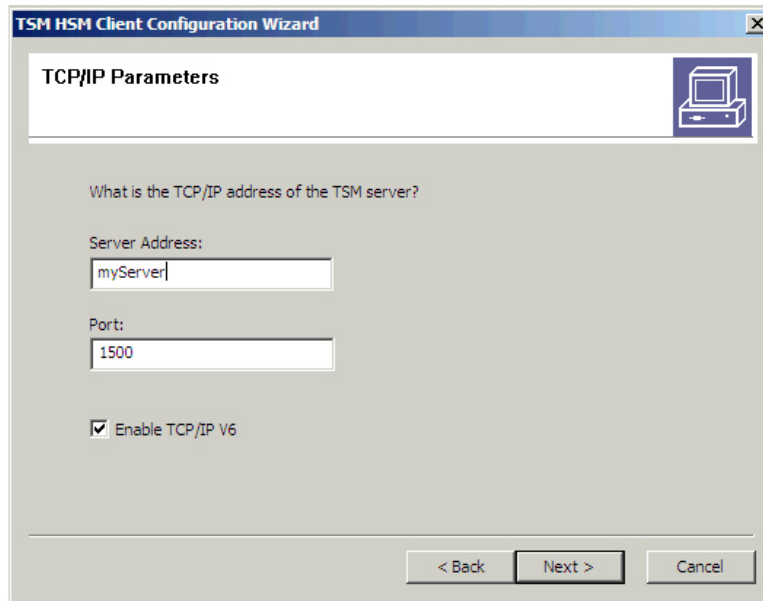 TSM HSM Client Configuration Wizard
TCP/IP Parameters
What is the TCP/IP address of the TSM server?
Server Address:
myServer
Port:
1500
Enable TCP/IP V6
< Back Next > Cancel